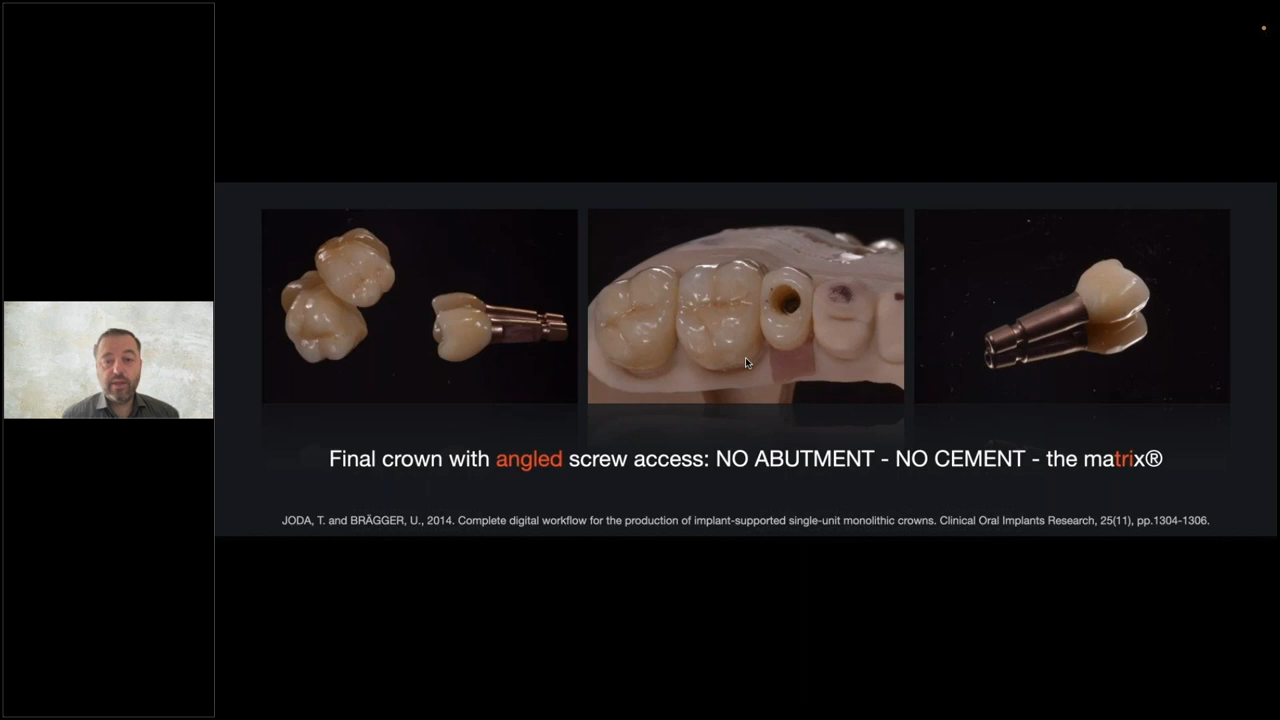 Final crown with angled screw access: NO ABUTMENT - NO CEMENT - the matrix®
JODA, T. and BRÄGGER, U., 2014. Complete digital workflow for the production of implant-supported single-unit monolithic crowns. Clinical Oral Implants Research, 25(11), pp.1304-1306.